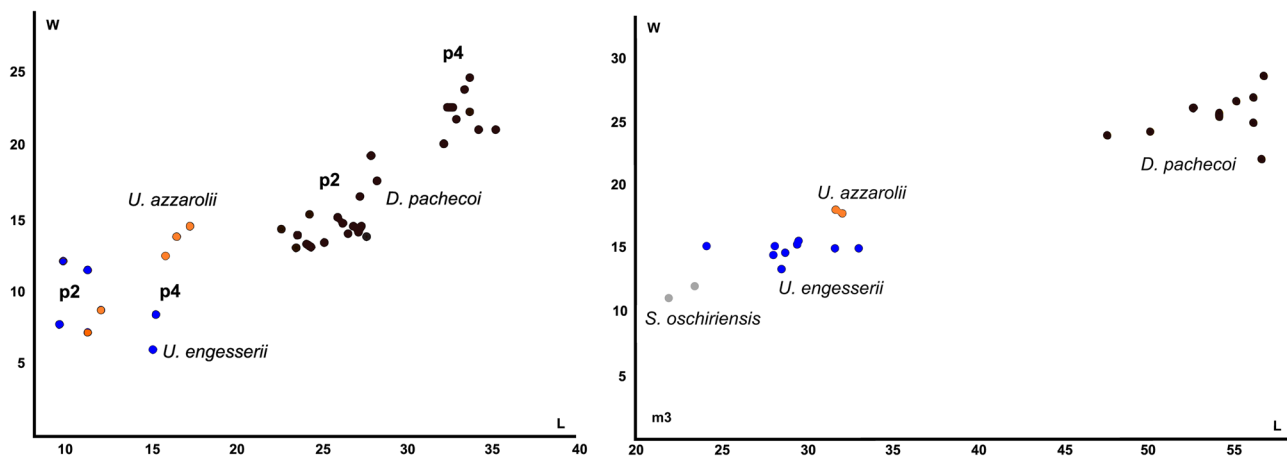 W
25
20
15
10
5
p4
p2
U. azzarolii
D. pachecoi
p2
p4
U. engesserii
L
10 15 20 25 30 35 40
W
30
25
20
15
10
5
D. pachecoi
U. azzarolii
U. engesserii
S. oschiriensis
m3
L
20 25 30 35 40 45 50 55